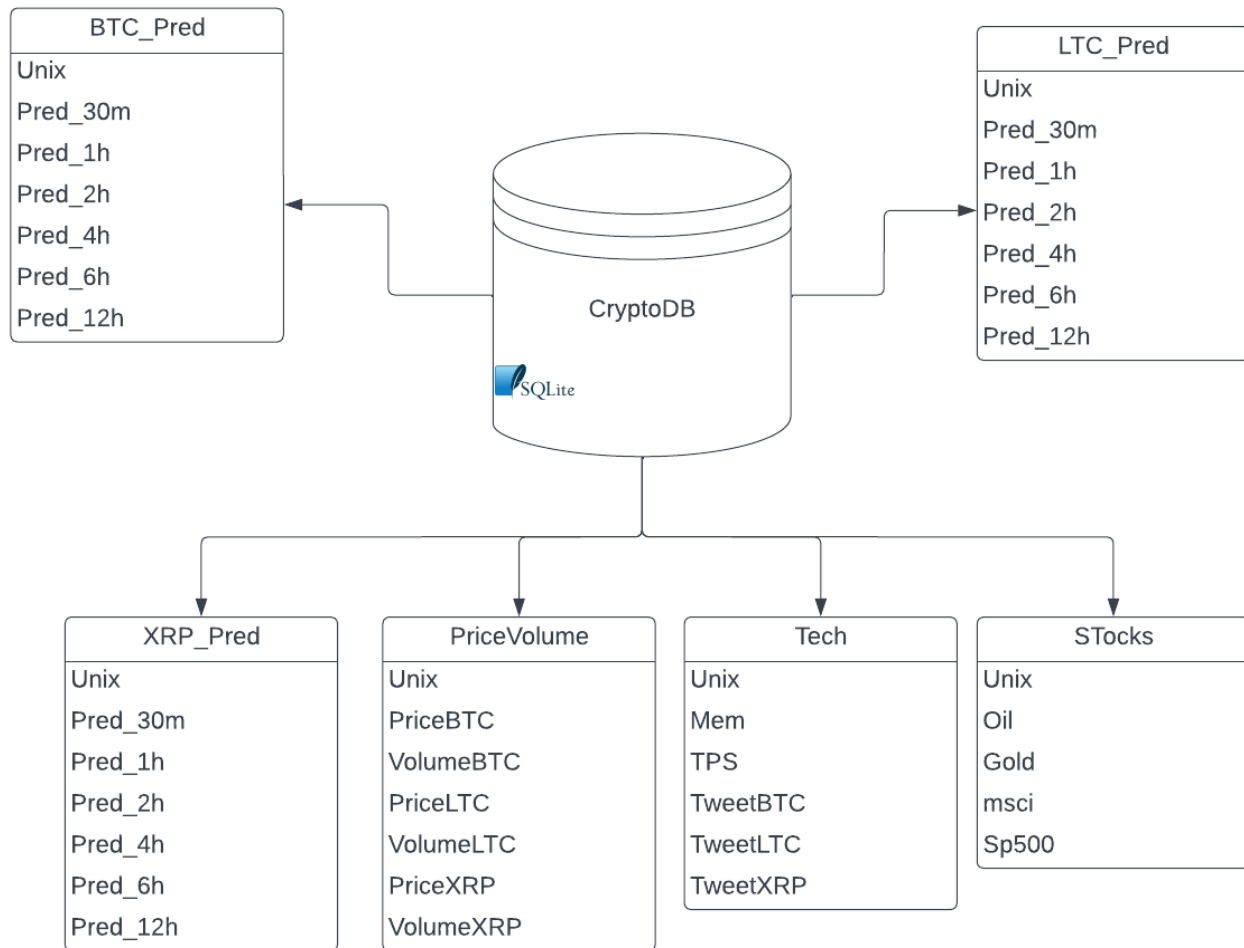 BTC_Pred
Unix
Pred_30m
Pred_1h
Pred_2h
Pred_4h
Pred_6h
Pred_12h
LTC_Pred
Unix
Pred_30m
Pred_1h
Pred_2h
Pred_4h
Pred_6h
Pred_12h
CryptoDB
SQLite
XRP_Pred
Unix
Pred_30m
Pred_1h
Pred_2h
Pred_4h
Pred_6h
Pred_12h
PriceVolume
Unix
PriceBTC
VolumeBTC
PriceLTC
VolumeLTC
PriceXRP
VolumeXRP
Tech
Unix
Mem
TPS
TweetBTC
TweetLTC
TweetXRP
STocks
Unix
Oil
Gold
msci
Sp500